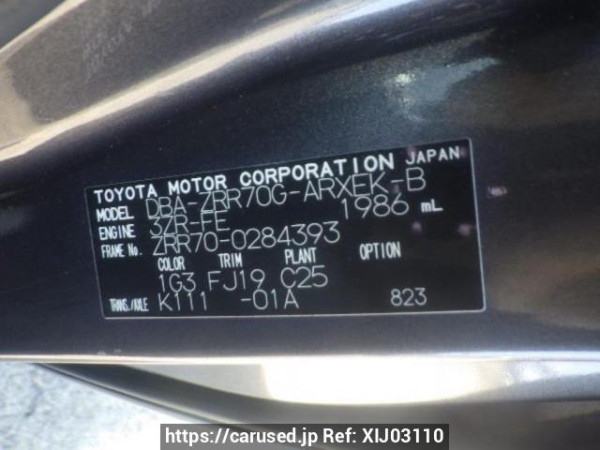 TOYOTA MOTOR CORPORATION JAPAN
MODEL DBA-ZRR70G-ARXEK-B
ENGINE 3ZR-FE 1986 mL
FRAME No. ZRR70-0284393
COLOR TRIM PLANT OPTION
1G3 FJ19 C25
TRANS./AXLE K111 -01A 823
https://carused.jp Ref: XIJ03110